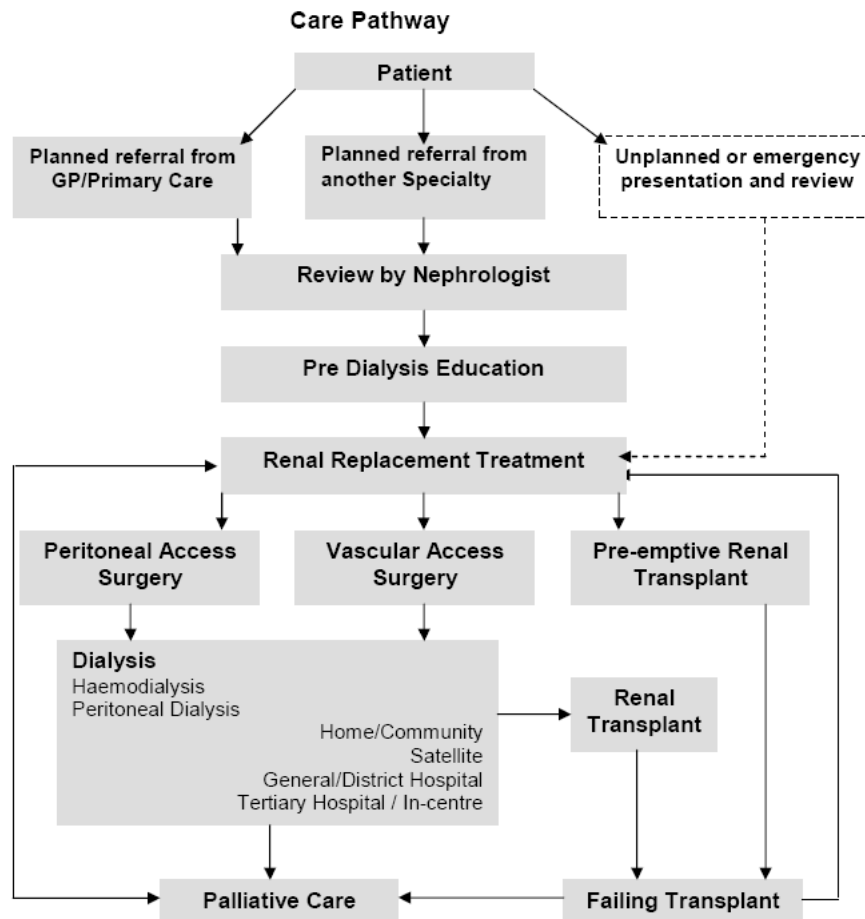 Care Pathway
Patient
Planned referral from
GP/Primary Care
Planned referral from
another Specialty
Unplanned or emergency
presentation and review
Review by Nephrologist
Pre Dialysis Education
Renal Replacement Treatment
Peritoneal Access
Surgery
Vascular Access
Surgery
Pre-emptive Renal
Transplant
Dialysis
Haemodialysis
Peritoneal Dialysis
Home/Community
Satellite
General/District Hospital
Tertiary Hospital / In-centre
Renal
Transplant
Palliative Care
Failing Transplant